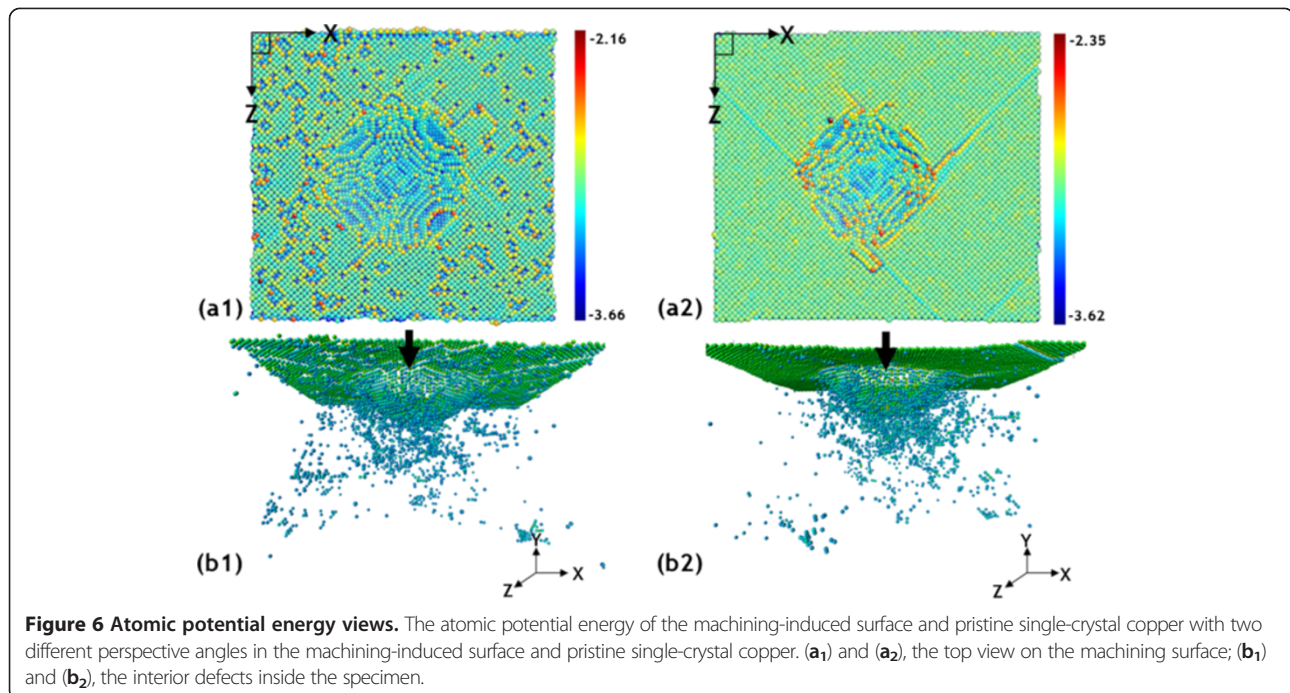 X
Z
-2.16
-3.66
(a1)
X
Z
-2.35
-3.62
(a2)
(b1)
Y
X
Z
(b2)
Y
X
Z
Figure 6 Atomic potential energy views. The atomic potential energy of the machining-induced surface and pristine single-crystal copper with two
different perspective angles in the machining-induced surface and pristine single-crystal copper. (a₁) and (a₂), the top view on the machining surface; (b₁)
and (b₂), the interior defects inside the specimen.